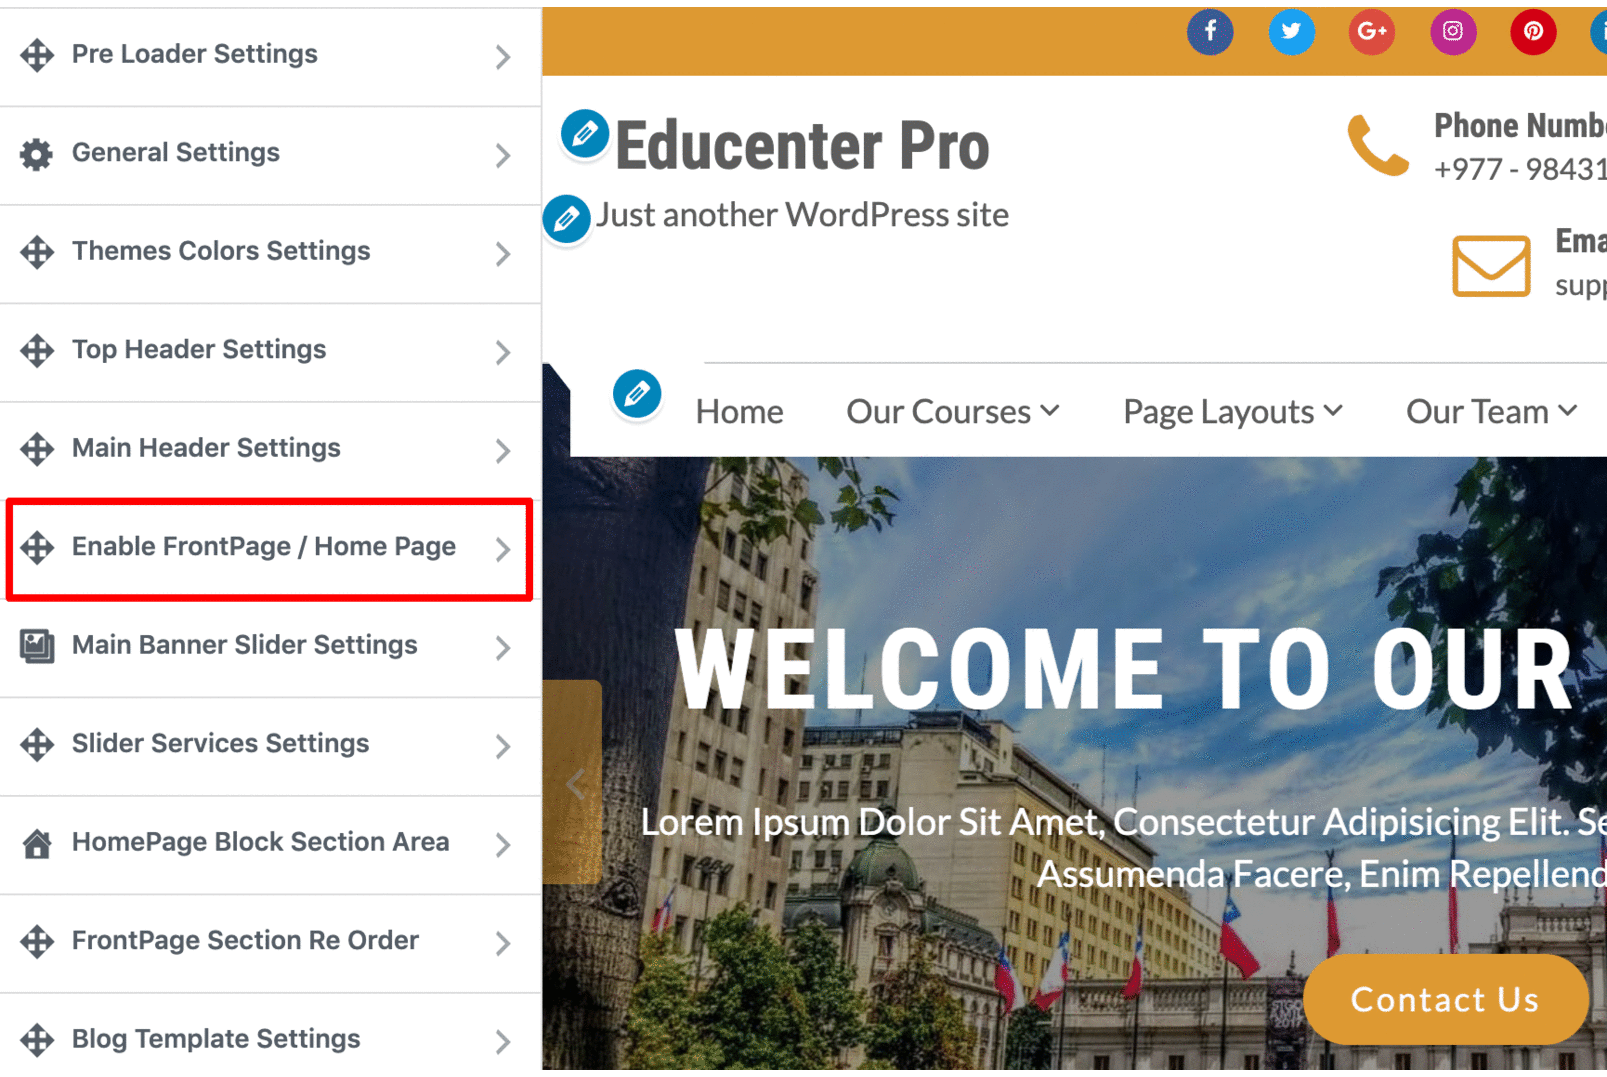 Pre Loader Settings
General Settings
Themes Colors Settings
Top Header Settings
Main Header Settings
Enable FrontPage / Home Page
Main Banner Slider Settings
Slider Services Settings
HomePage Block Section Area
FrontPage Section Re Order
Blog Template Settings
Educenter Pro
Just another WordPress site
Phone Numb
+977 - 98431
Ema
sup
Home
Our Courses
Page Layouts
Our Team
WELCOME TO OUR
Lorem Ipsum Dolor Sit Amet, Consectetur Adipisicing Elit. Se
Assumenda Facere, Enim Repellend
Contact Us